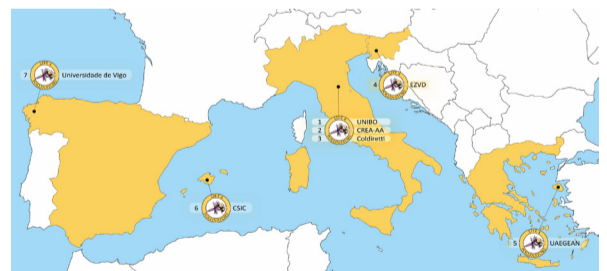 7 Universidade de Vigo
4 EZVD
1 UNIBO
2 CREA-AA
3 Coldiretti
6 CSIC
5 UAEGEAN